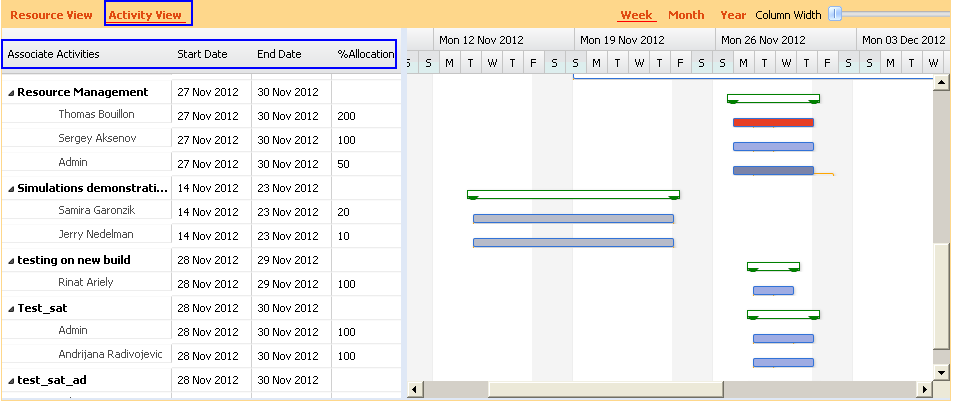 Resource View Activity View Week Month Year Column Width
Mon 12 Nov 2012 Mon 19 Nov 2012 Mon 26 Nov 2012 Mon 03 Dec 2012
Associate Activities Start Date End Date %Allocation
S S M T W T F S S M T W T F S S M T W T F S S M T W
Resource Management 27 Nov 2012 30 Nov 2012
Thomas Bouillon 27 Nov 2012 30 Nov 2012 200
Sergey Aksenov 27 Nov 2012 30 Nov 2012 100
Admin 27 Nov 2012 30 Nov 2012 50
Simulations demonstrati... 14 Nov 2012 23 Nov 2012
Samira Garonzik 14 Nov 2012 23 Nov 2012 20
Jerry Nedelman 14 Nov 2012 23 Nov 2012 10
testing on new build 28 Nov 2012 29 Nov 2012
Rinat Ariely 28 Nov 2012 29 Nov 2012 100
Test_sat 28 Nov 2012 30 Nov 2012
Admin 28 Nov 2012 30 Nov 2012 100
Andrijana Radivojevic 28 Nov 2012 30 Nov 2012 100
test_sat_ad 28 Nov 2012 30 Nov 2012